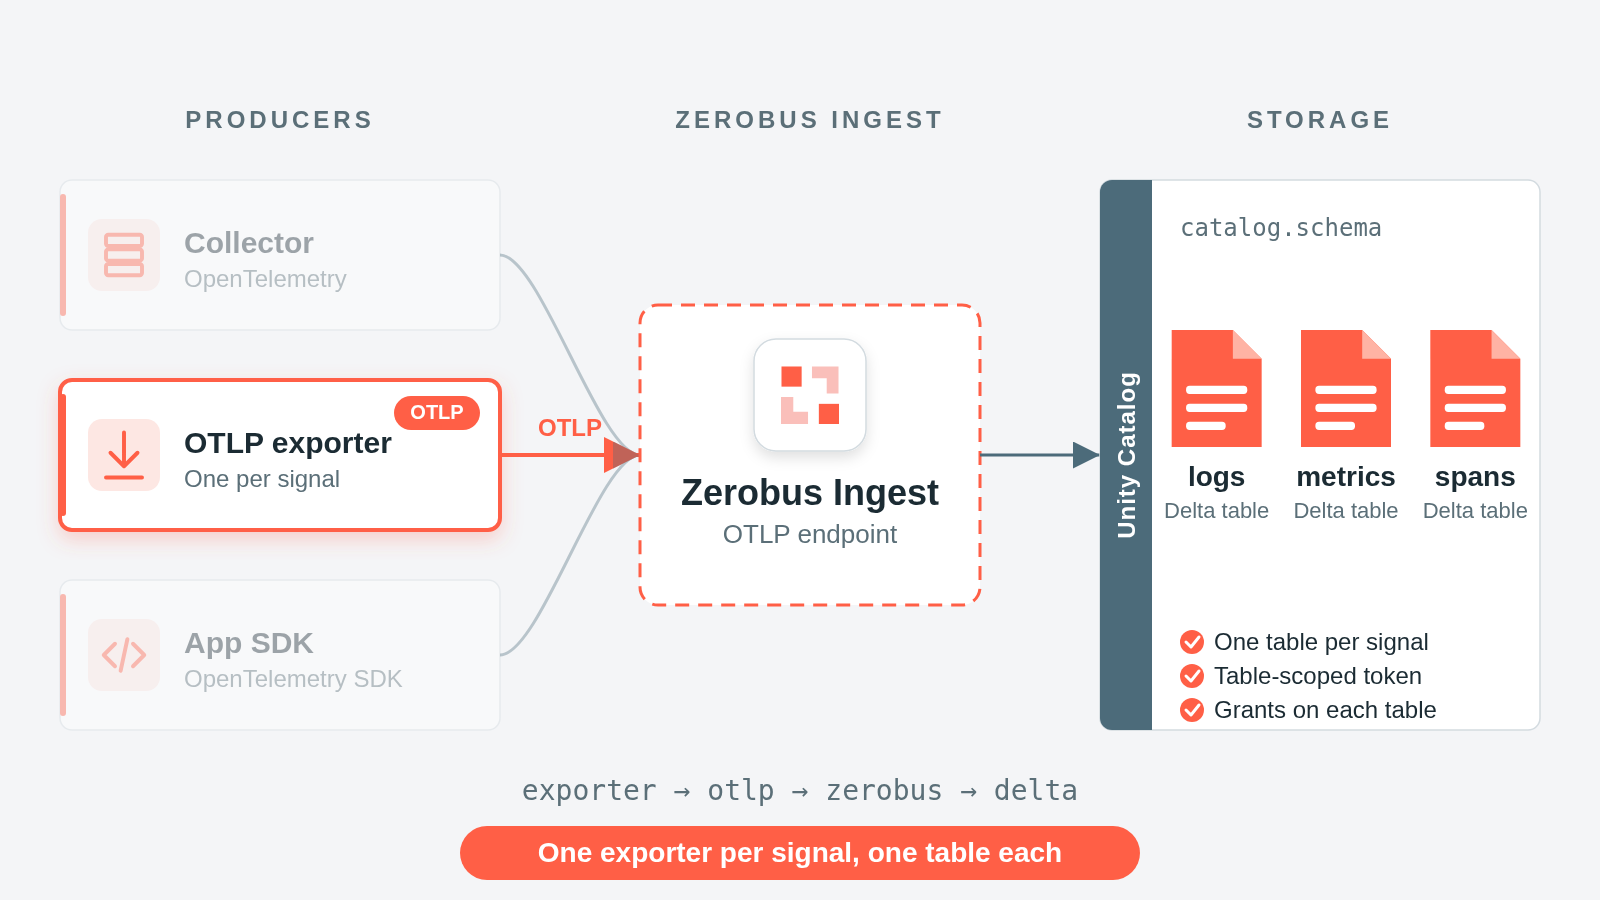 PRODUCERS
ZEROBUS INGEST
STORAGE
Collector
OpenTelemetry
OTLP
OTLP exporter
One per signal
App SDK
OpenTelemetry SDK
OTLP
Zerobus Ingest
OTLP endpoint
Unity Catalog
catalog.schema
logs
Delta table
metrics
Delta table
spans
Delta table
One table per signal
Table-scoped token
Grants on each table
exporter → otlp → zerobus → delta
One exporter per signal, one table each